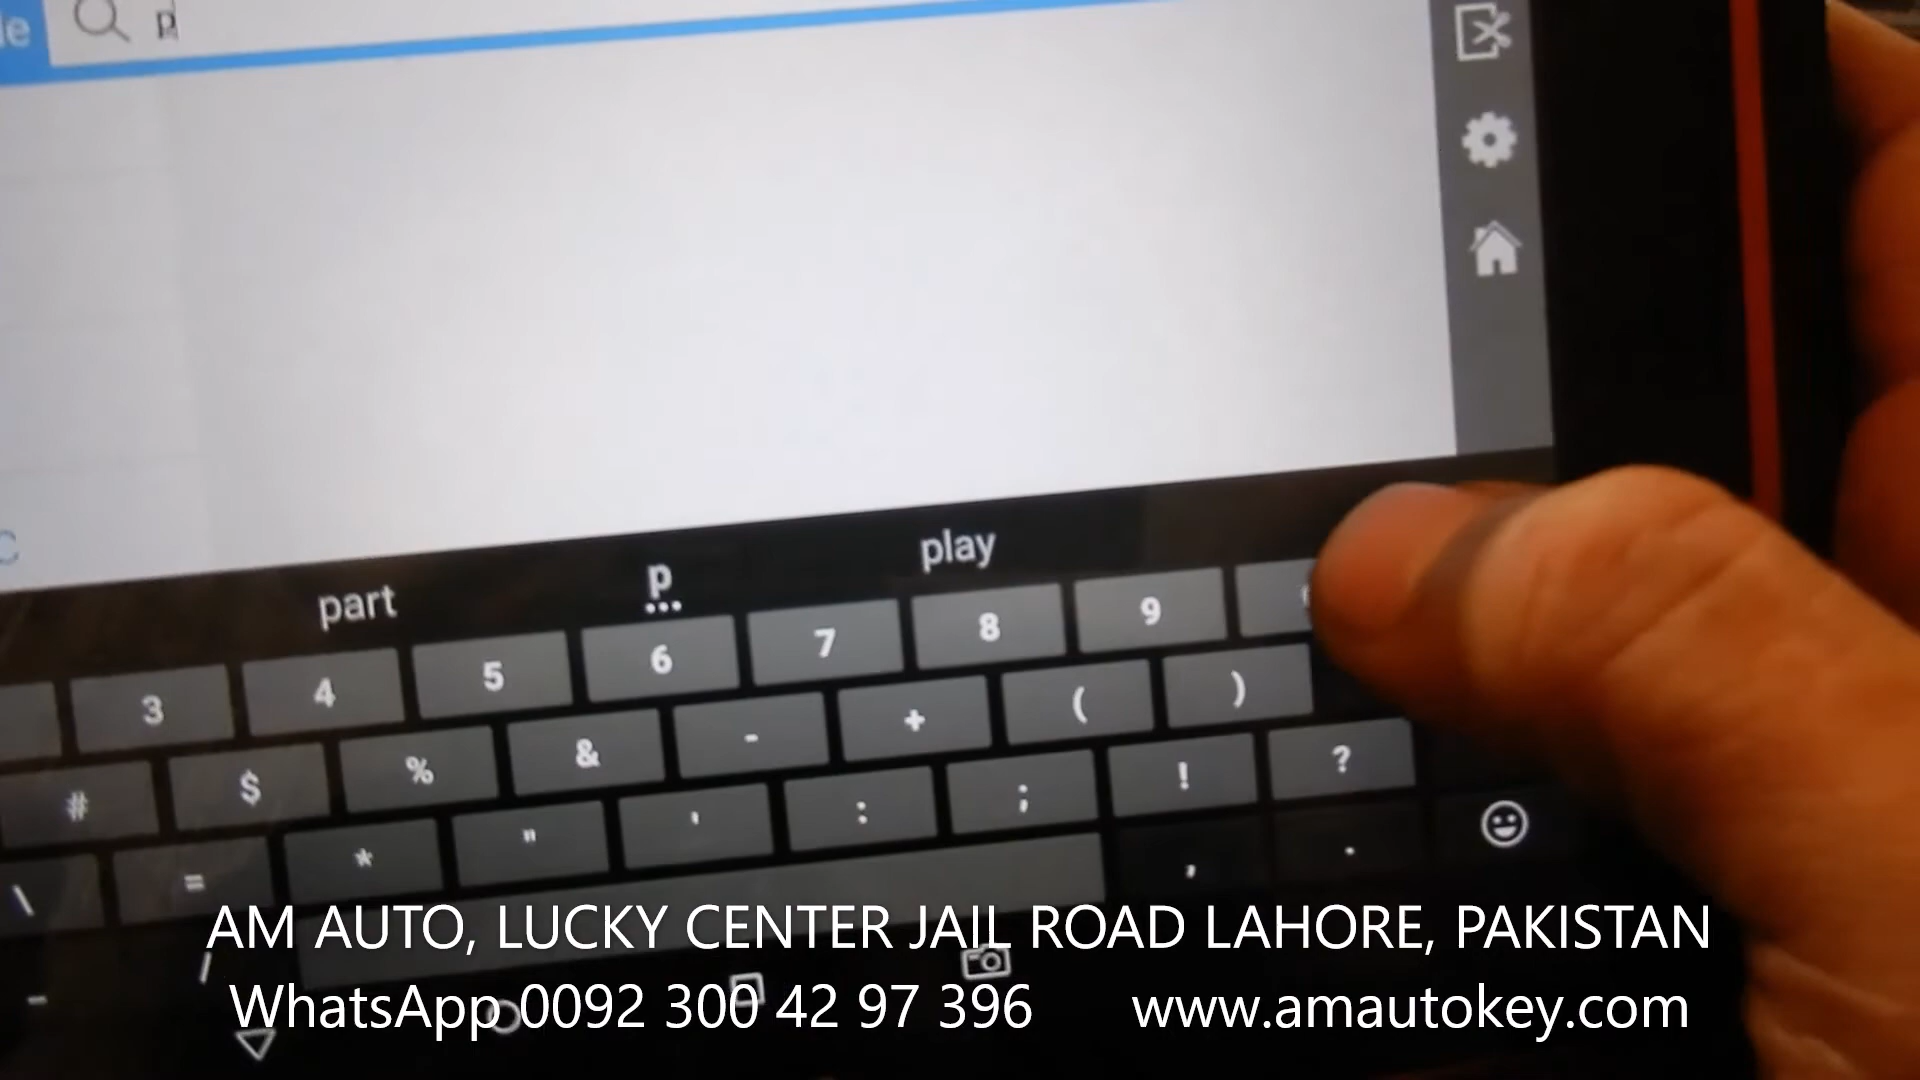 p
part p play
3 4 5 6 7 8 9
# $ % & - + ( )
\ = * " ' : ; ! ?
, .
_ /
AM AUTO, LUCKY CENTER JAIL ROAD LAHORE, PAKISTAN
WhatsApp 0092 300 42 97 396 www.amautokey.com